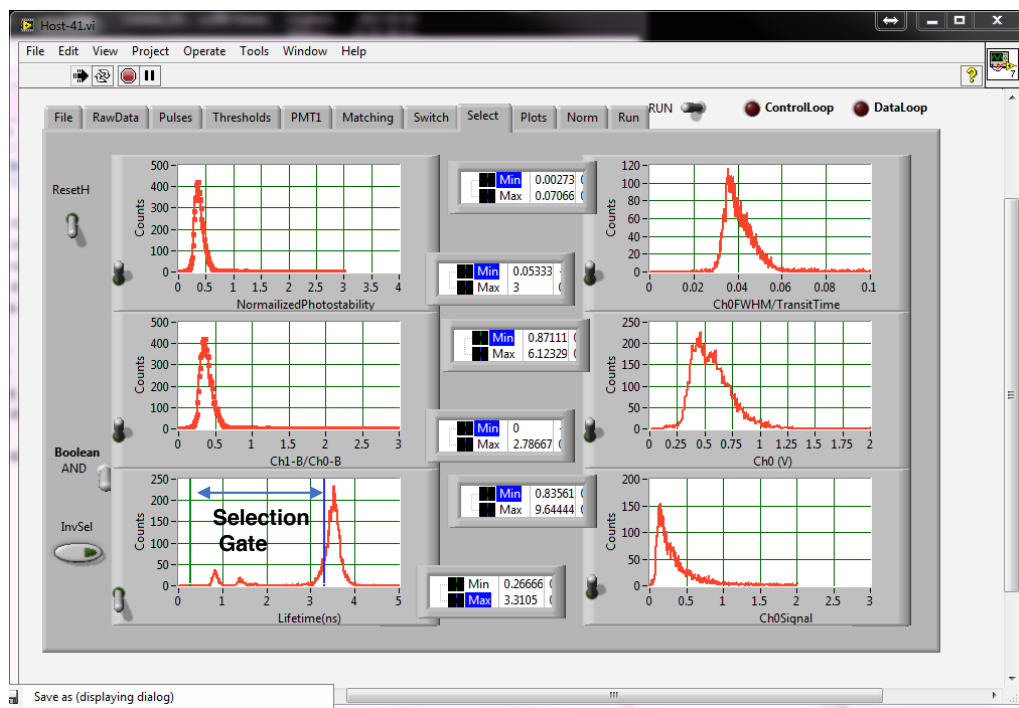 Host-41.vi
File Edit View Project Operate Tools Window Help
7
File RawData Pulses Thresholds PMT1 Matching Switch Select Plots Norm Run RUN ControlLoop DataLoop
ResetH
Counts
500
400
300
200
100
0
0 0.5 1 1.5 2 2.5 3 3.5 4
NormailizedPhotostability
Min 0.00273
Max 0.07066
Counts
120
100
80
60
40
20
0
0 0.02 0.04 0.06 0.08 0.1
Ch0FWHM/TransitTime
Min 0.05333
Max 3
Counts
500
400
300
200
100
0
0 0.5 1 1.5 2 2.5 3
Ch1-B/Ch0-B
Min 0.87111
Max 6.12329
Counts
250
200
150
100
50
0
0 0.25 0.5 0.75 1 1.25 1.5 1.75 2
Ch0 (V)
Min 0
Max 2.78667
Boolean
AND
InvSel
Counts
250
200
150
100
50
0
Selection
Gate
0 1 2 3 4 5
Lifetime(ns)
Min 0.83561
Max 9.64444
Counts
200
150
100
50
0
0 0.5 1 1.5 2 2.5 3
Ch0Signal
Min 0.26666
Max 3.3105
Save as (displaying dialog)